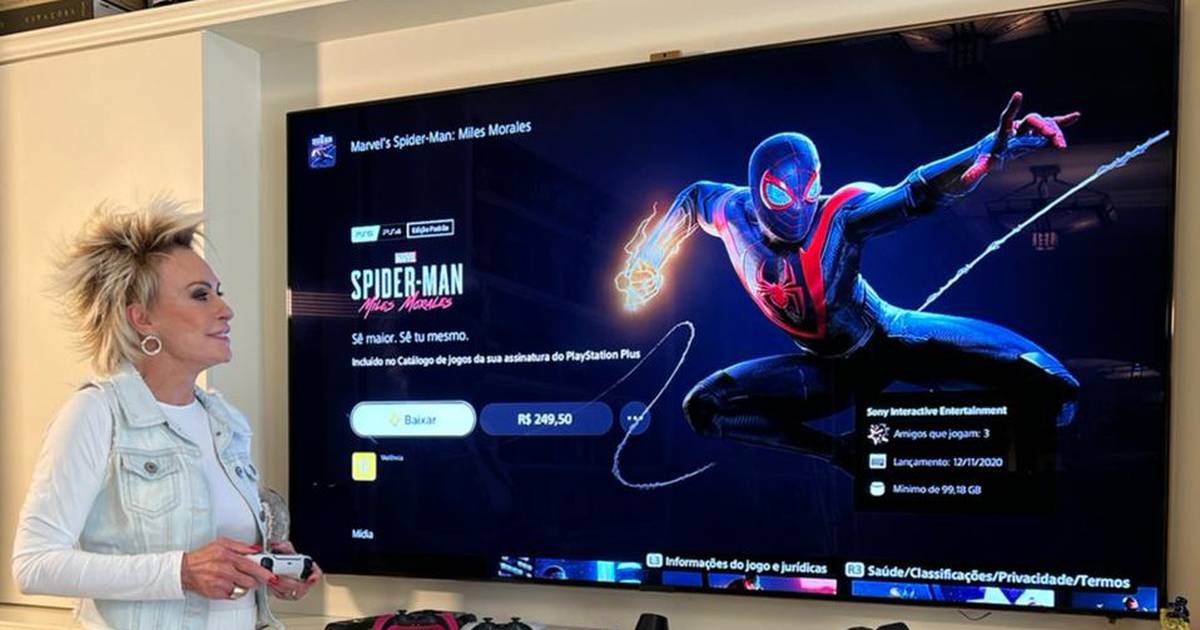 Marvel's Spider-Man: Miles Morales
PS5 PS4 Edição Padrão
MARVEL
SPIDER-MAN
MILES MORALES
Sê maior. Sê tu mesmo.
Incluído no Catálogo de jogos da sua assinatura do PlayStation Plus
Baixar R$ 249,50 •••
12 Violência
Mídia
Sony Interactive Entertainment
Amigos que jogam: 3
Lançamento: 12/11/2020
Mínimo de 99,18 GB
L3 Informações do jogo e jurídicas R3 Saúde/Classificações/Privacidade/Termos